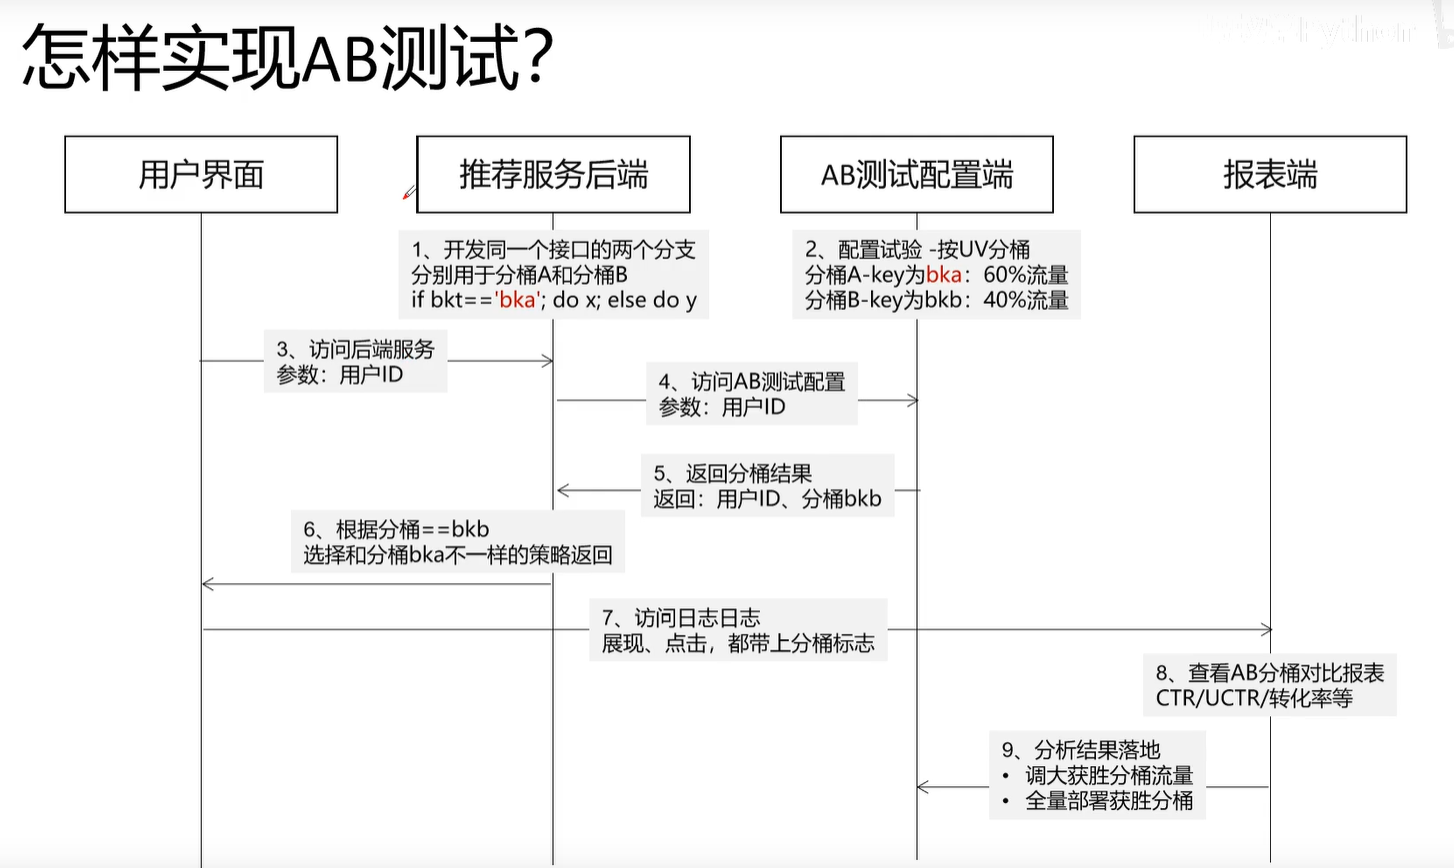 怎样实现AB测试？
用户界面
推荐服务后端
AB测试配置端
报表端
1、开发同一个接口的两个分支
分别用于分桶A和分桶B
if bkt=='bka'; do x; else do y
2、配置试验 -按UV分桶
分桶A-key为bka：60%流量
分桶B-key为bkb：40%流量
3、访问后端服务
参数：用户ID
4、访问AB测试配置
参数：用户ID
5、返回分桶结果
返回：用户ID、分桶bkb
6、根据分桶==bkb
选择和分桶bka不一样的策略返回
7、访问日志日志
展现、点击，都带上分桶标志
8、查看AB分桶对比报表
CTR/UCTR/转化率等
9、分析结果落地
• 调大获胜分桶流量
• 全量部署获胜分桶